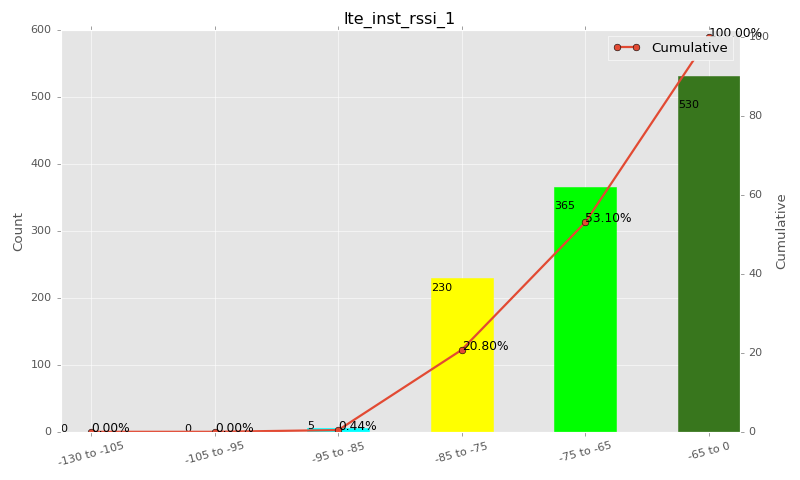 lte_inst_rssi_1
Cumulative
600
500
400
300
200
100
0
Count
100
80
60
40
20
0
Cumulative
0
0.00%
0
0.00%
5
0.44%
230
20.80%
365
53.10%
530
100.00%
-130 to -105
-105 to -95
-95 to -85
-85 to -75
-75 to -65
-65 to 0